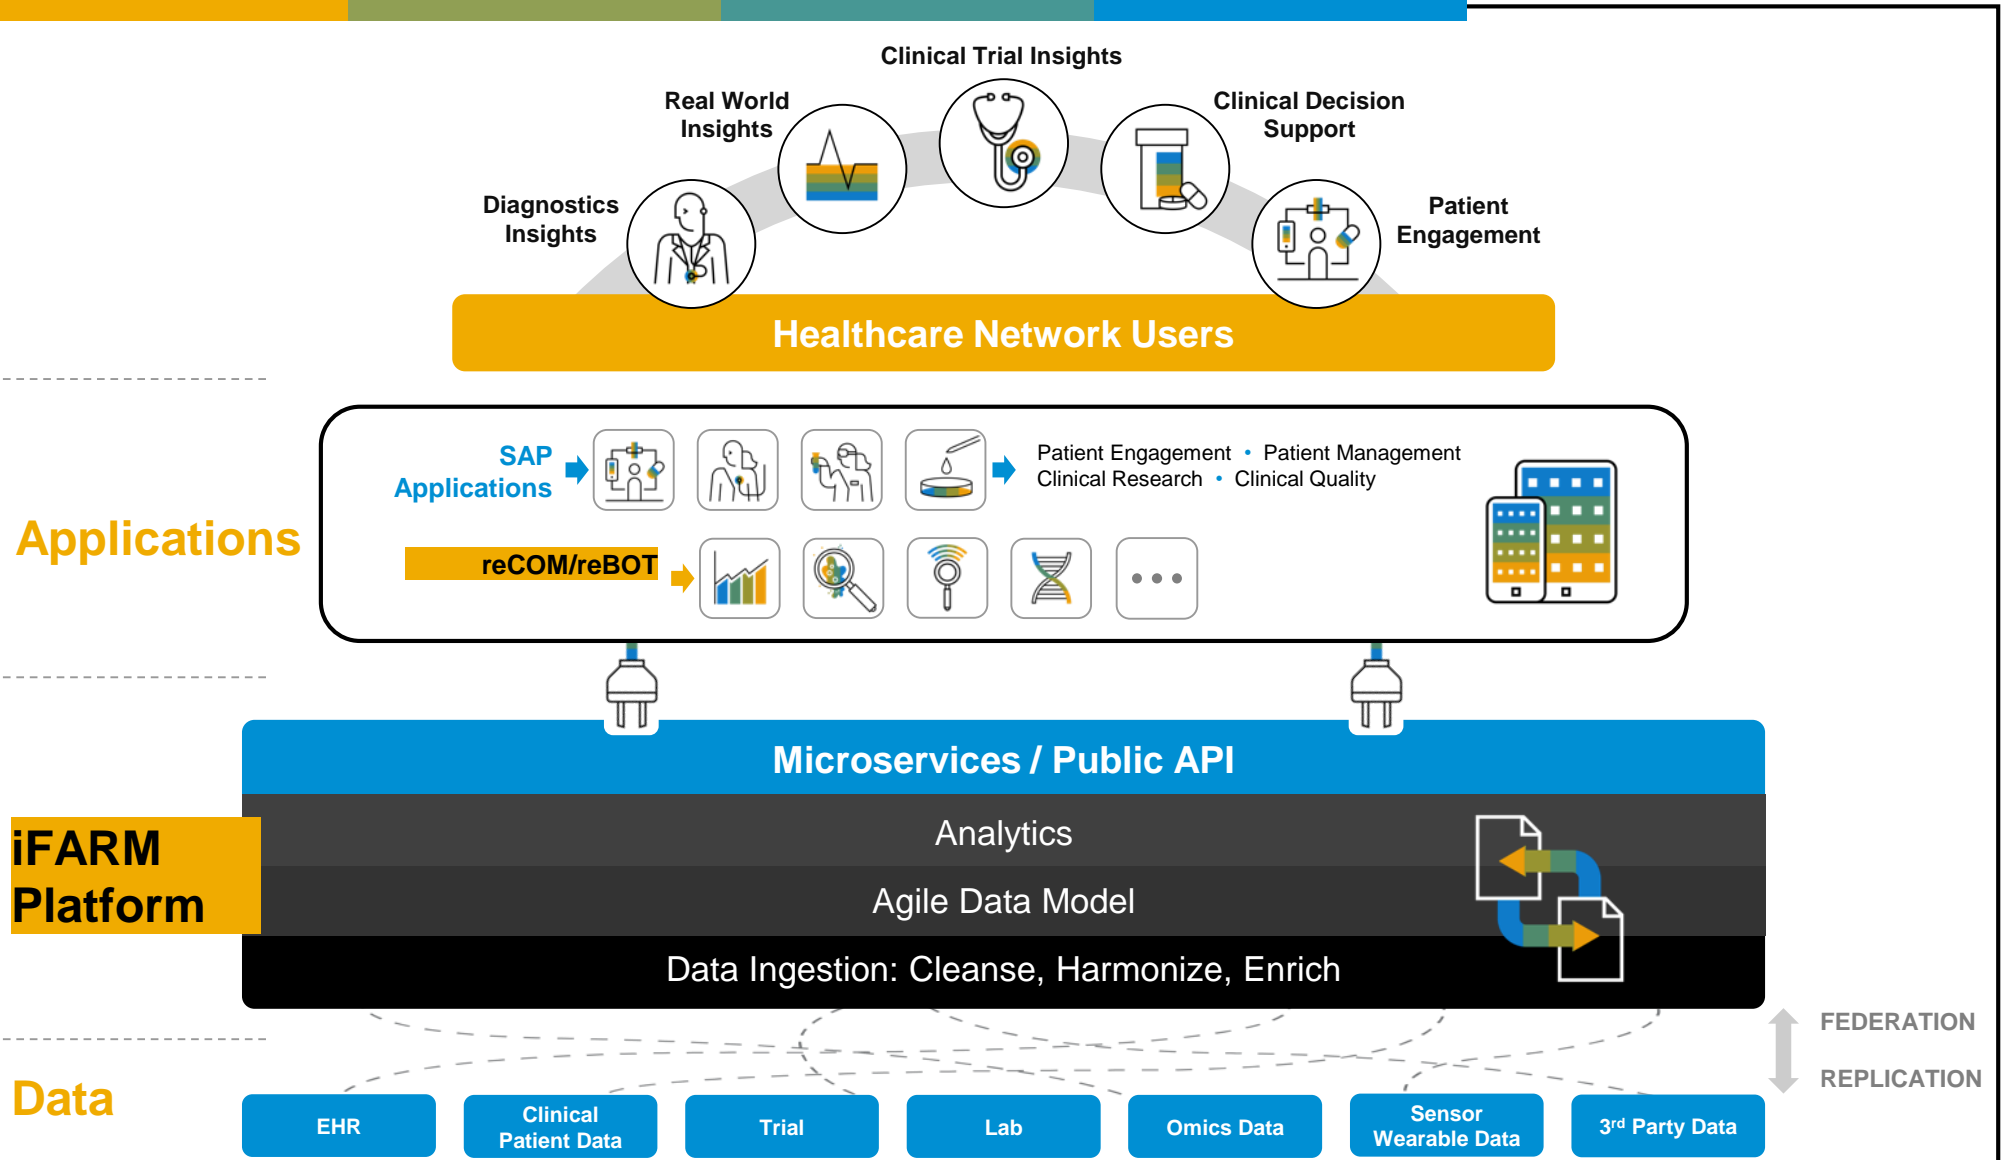 Clinical Trial Insights
Real World
Insights
Clinical Decision
Support
Diagnostics
Insights
Patient
Engagement
Healthcare Network Users
Applications
SAP
Applications
Patient Engagement • Patient Management
Clinical Research • Clinical Quality
reCOM/reBOT
iFARM
Platform
Microservices / Public API
Analytics
Agile Data Model
Data Ingestion: Cleanse, Harmonize, Enrich
FEDERATION
REPLICATION
Data
EHR
Clinical
Patient Data
Trial
Lab
Omics Data
Sensor
Wearable Data
3rd Party Data